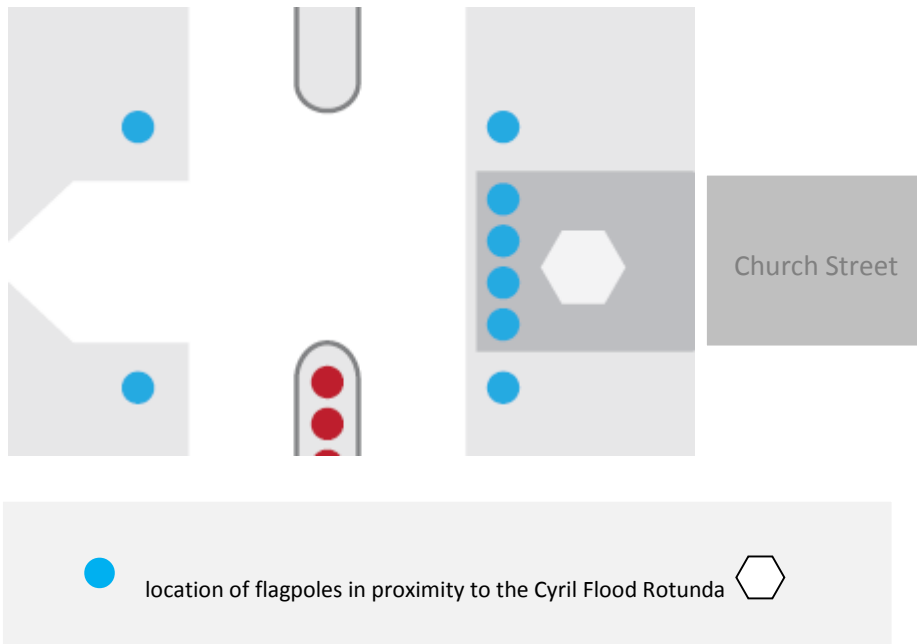 Church Street
location of flagpoles in proximity to the Cyril Flood Rotunda